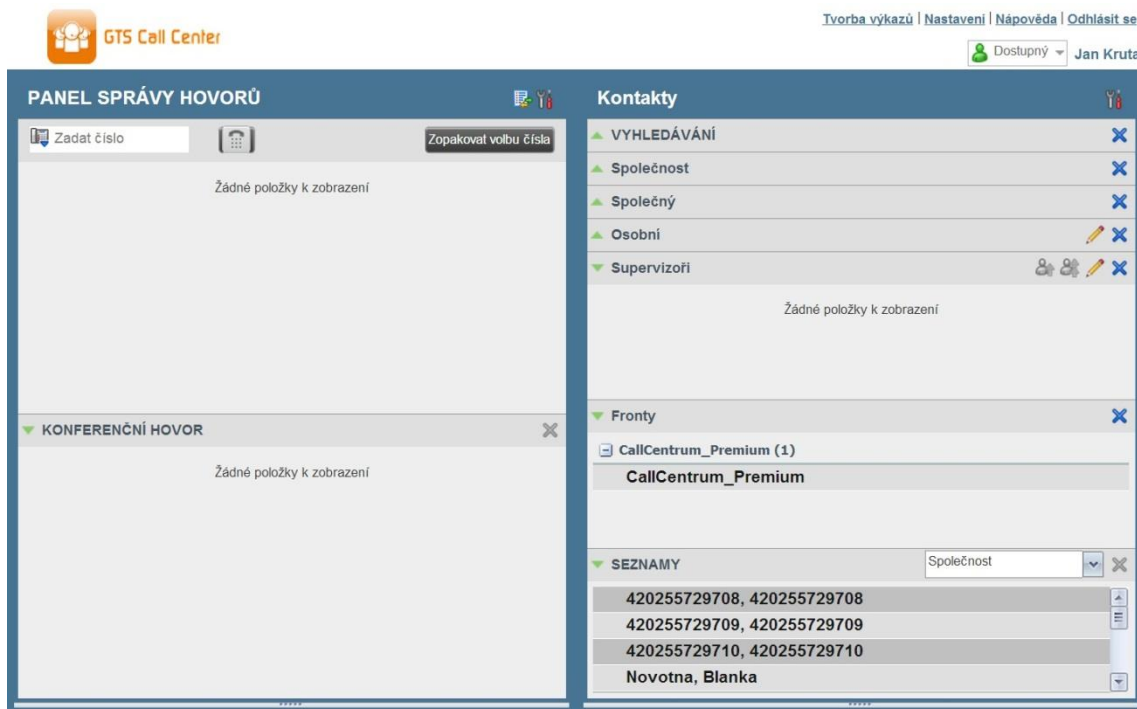 GTS Call Center
Tvorba výkazů | Nastavení | Nápověda | Odhlásit se
Dostupný
Jan Kruta
PANEL SPRÁVY HOVORŮ
Zadat číslo
Zopakovat volbu čísla
Žádné položky k zobrazení
KONFERENČNÍ HOVOR
Žádné položky k zobrazení
Kontakty
VYHLEDÁVÁNÍ
Společnost
Společný
Osobní
Supervizoři
Žádné položky k zobrazení
Fronty
CallCentrum_Premium (1)
CallCentrum_Premium
SEZNAMY
Společnost
420255729708, 420255729708
420255729709, 420255729709
420255729710, 420255729710
Novotna, Blanka